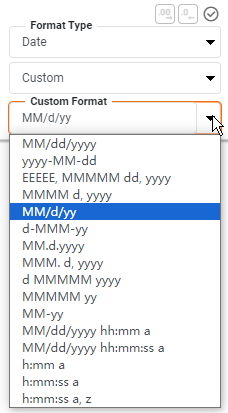 .00
.0
Format Type
Date
Custom
Custom Format
MM/d/yy
MM/dd/yyyy
yyyy-MM-dd
EEEEE, MMMMM dd, yyyy
MMMM d, yyyy
MM/d/yy
d-MMM-yy
MM.d.yyyy
MMM. d, yyyy
d MMMMM yyyy
MMMMM yy
MM-yy
MM/dd/yyyy hh:mm a
MM/dd/yyyy hh:mm:ss a
h:mm a
h:mm:ss a
h:mm:ss a, z